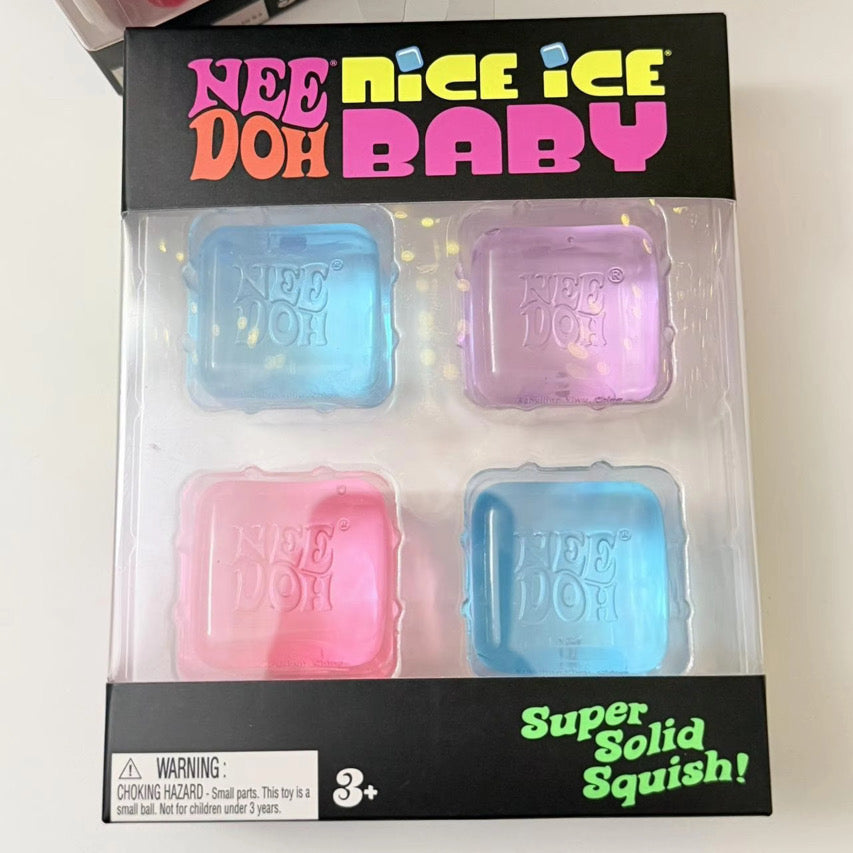 NEE DOH® NICE ICE® BABY
NEE®
DOH
NEE®
DOH
NEE®
DOH
NEE®
DOH
Super
Solid
Squish!
WARNING:
CHOKING HAZARD - Small parts. This toy is a
small ball. Not for children under 3 years.
3+